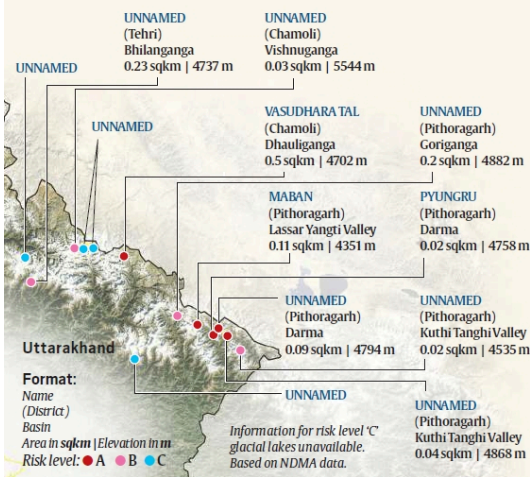 UNNAMED
(Tehri)
Bhilanganga
0.23 sqkm | 4737 m
UNNAMED
(Chamoli)
Vishnuganga
0.03 sqkm | 5544 m
UNNAMED
UNNAMED
VASUDHARA TAL
(Chamoli)
Dhauliganga
0.5 sqkm | 4702 m
UNNAMED
(Pithoragarh)
Goriganga
0.2 sqkm | 4882 m
MABAN
(Pithoragarh)
Lassar Yangti Valley
0.11 sqkm | 4351 m
PYUNGRU
(Pithoragarh)
Darma
0.02 sqkm | 4758 m
UNNAMED
(Pithoragarh)
Darma
0.09 sqkm | 4794 m
UNNAMED
(Pithoragarh)
Kuthi Tanghi Valley
0.02 sqkm | 4535 m
UNNAMED
UNNAMED
(Pithoragarh)
Kuthi Tanghi Valley
0.04 sqkm | 4868 m
Uttarakhand
Format:
Name
(District)
Basin
Area in sqkm | Elevation in m
Risk level: A B C
Information for risk level ‘C’
glacial lakes unavailable.
Based on NDMA data.